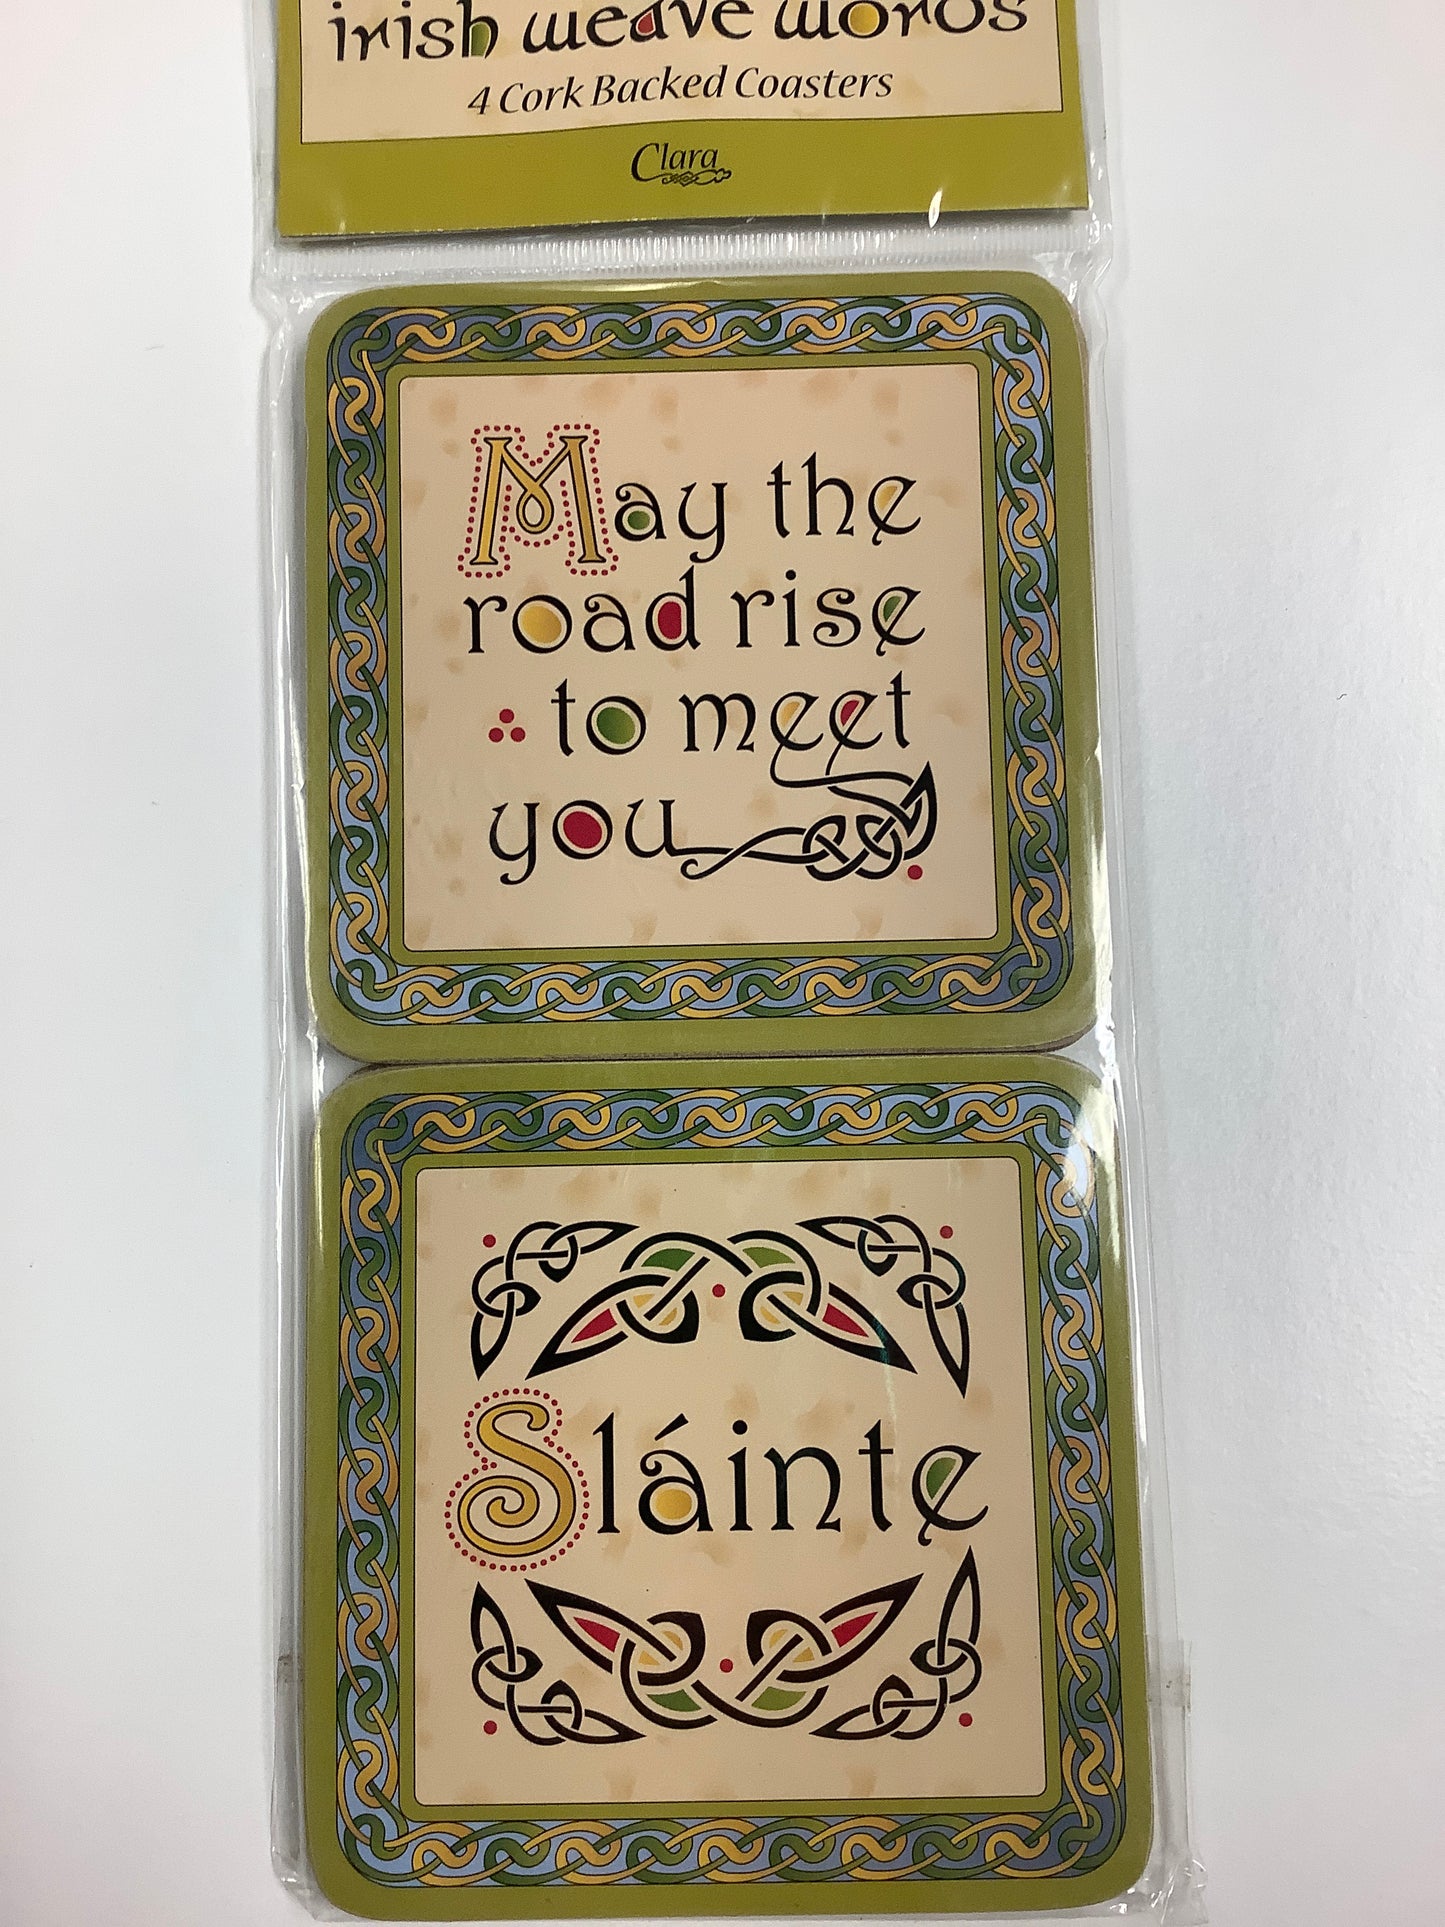 irish weave words
4 Cork Backed Coasters
Clara
May the
road rise
to meet
you
Sláinte